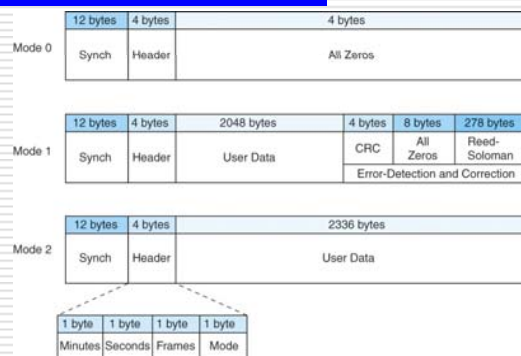 12 bytes 4 bytes 4 bytes
Mode 0 Synch Header All Zeros
12 bytes 4 bytes 2048 bytes 4 bytes 8 bytes 278 bytes
Mode 1 Synch Header User Data CRC All Zeros Reed-Soloman
Error-Detection and Correction
12 bytes 4 bytes 2336 bytes
Mode 2 Synch Header User Data
1 byte 1 byte 1 byte 1 byte
Minutes Seconds Frames Mode